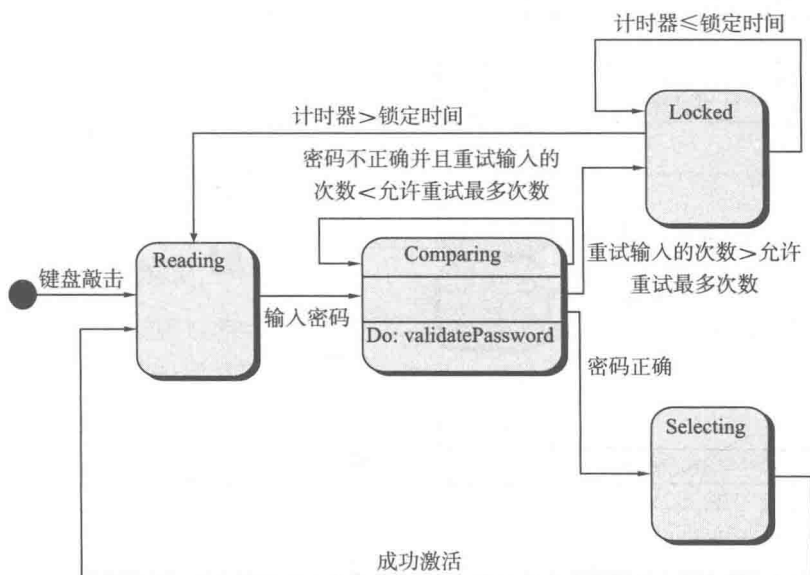 计时器≤锁定时间
Locked
计时器>锁定时间
密码不正确并且重试输入的
次数<允许重试最多次数
Reading
Comparing
重试输入的次数>允许
重试最多次数
键盘敲击
输入密码
Do: validatePassword
密码正确
Selecting
成功激活